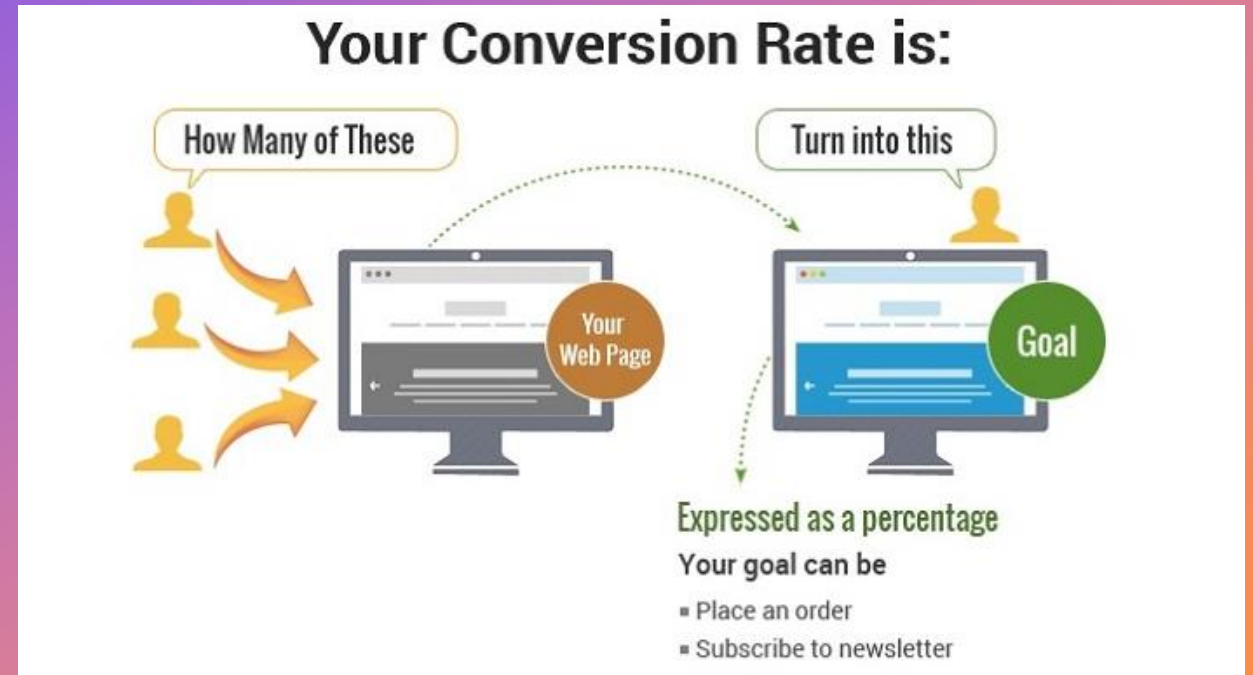 Your Conversion Rate is:
How Many of These
Turn into this
Your
Web Page
Goal
Expressed as a percentage
Your goal can be
▪ Place an order
▪ Subscribe to newsletter